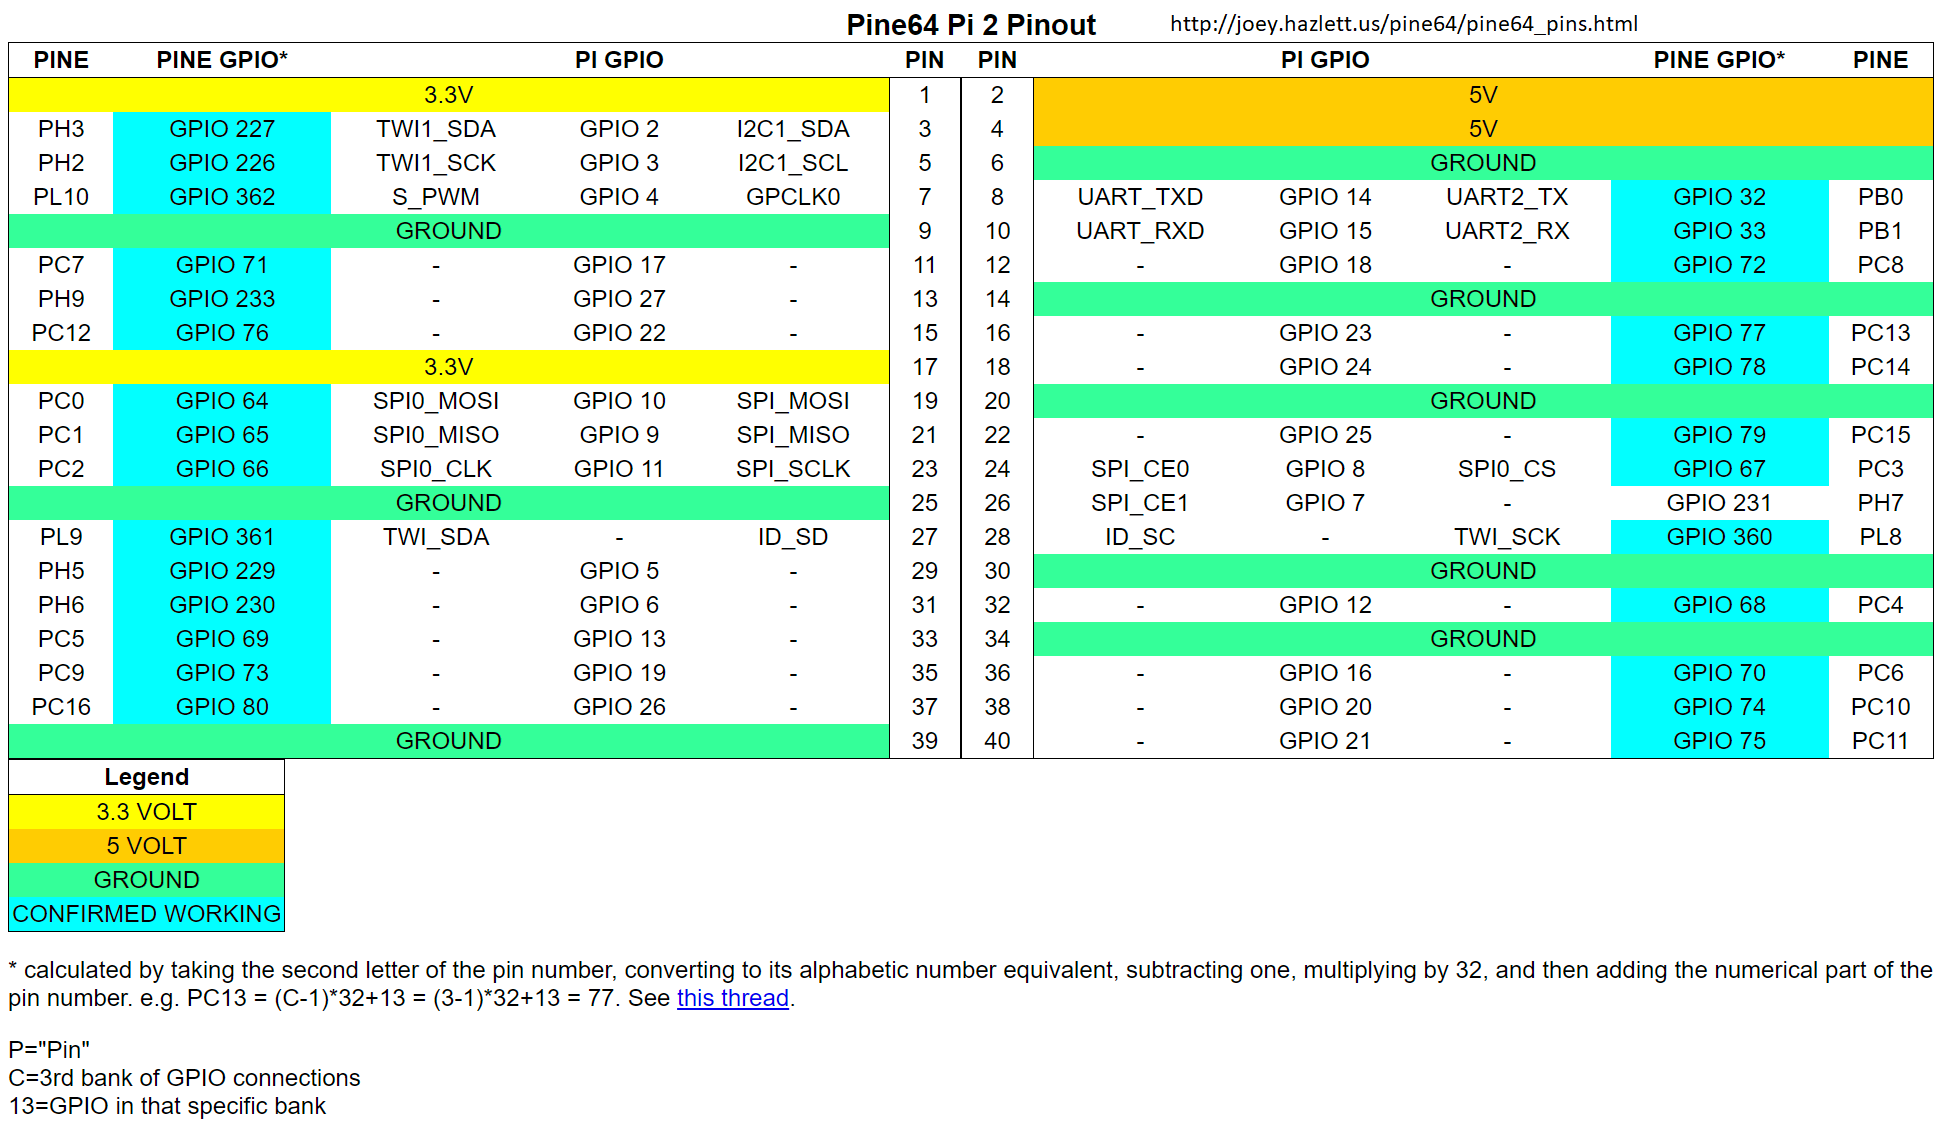 Pine64 Pi 2 Pinout http://joey.hazlett.us/pine64/pine64_pins.html
PINE PINE GPIO* PI GPIO PIN PIN PI GPIO PINE GPIO* PINE
3.3V 1 2 5V
PH3 GPIO 227 TWI1_SDA GPIO 2 I2C1_SDA 3 4 5V
PH2 GPIO 226 TWI1_SCK GPIO 3 I2C1_SCL 5 6 GROUND
PL10 GPIO 362 S_PWM GPIO 4 GPCLK0 7 8 UART_TXD GPIO 14 UART2_TX GPIO 32 PB0
GROUND 9 10 UART_RXD GPIO 15 UART2_RX GPIO 33 PB1
PC7 GPIO 71 - GPIO 17 - 11 12 - GPIO 18 - GPIO 72 PC8
PH9 GPIO 233 - GPIO 27 - 13 14 GROUND
PC12 GPIO 76 - GPIO 22 - 15 16 - GPIO 23 - GPIO 77 PC13
3.3V 17 18 - GPIO 24 - GPIO 78 PC14
PC0 GPIO 64 SPI0_MOSI GPIO 10 SPI_MOSI 19 20 GROUND
PC1 GPIO 65 SPI0_MISO GPIO 9 SPI_MISO 21 22 - GPIO 25 - GPIO 79 PC15
PC2 GPIO 66 SPI0_CLK GPIO 11 SPI_SCLK 23 24 SPI_CE0 GPIO 8 SPI0_CS GPIO 67 PC3
GROUND 25 26 SPI_CE1 GPIO 7 - GPIO 231 PH7
PL9 GPIO 361 TWI_SDA - ID_SD 27 28 ID_SC - TWI_SCK GPIO 360 PL8
PH5 GPIO 229 - GPIO 5 - 29 30 GROUND
PH6 GPIO 230 - GPIO 6 - 31 32 - GPIO 12 - GPIO 68 PC4
PC5 GPIO 69 - GPIO 13 - 33 34 GROUND
PC9 GPIO 73 - GPIO 19 - 35 36 - GPIO 16 - GPIO 70 PC6
PC16 GPIO 80 - GPIO 26 - 37 38 - GPIO 20 - GPIO 74 PC10
GROUND 39 40 - GPIO 21 - GPIO 75 PC11
Legend
3.3 VOLT
5 VOLT
GROUND
CONFIRMED WORKING
* calculated by taking the second letter of the pin number, converting to its alphabetic number equivalent, subtracting one, multiplying by 32, and then adding the numerical part of the
pin number. e.g. PC13 = (C-1)*32+13 = (3-1)*32+13 = 77. See this thread.
P="Pin"
C=3rd bank of GPIO connections
13=GPIO in that specific bank